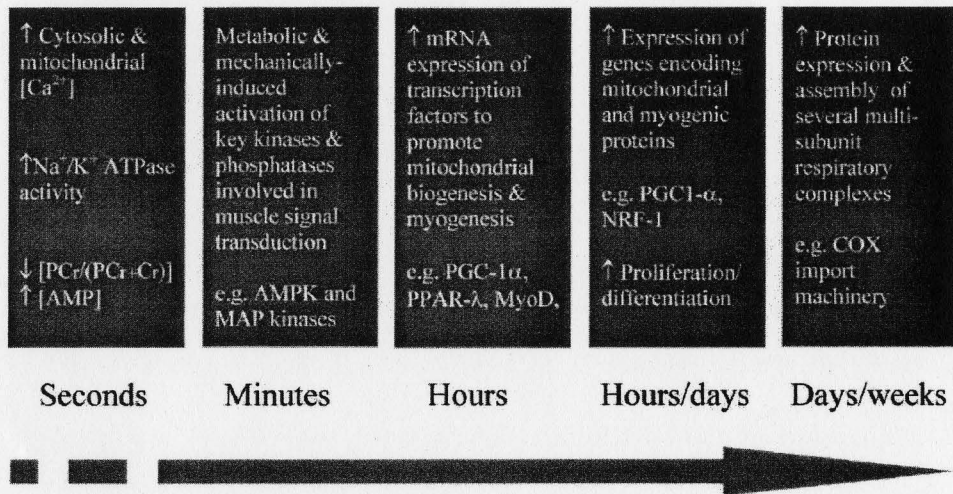 ↑ Cytosolic &
mitochondrial
[Ca²⁺]
↑Na⁺/K⁺ ATPase
activity
↓ [PCr/(PCr+Cr)]
↑ [AMP]
Metabolic &
mechanically-
induced
activation of
key kinases &
phosphatases
involved in
muscle signal
transduction
e.g. AMPK and
MAP kinases
↑ mRNA
expression of
transcription
factors to
promote
mitochondrial
biogenesis &
myogenesis
e.g. PGC-1α,
PPAR-λ, MyoD,
↑ Expression of
genes encoding
mitochondrial
and myogenic
proteins
e.g. PGC1-α,
NRF-1
↑ Proliferation/
differentiation
↑ Protein
expression &
assembly of
several multi-
subunit
respiratory
complexes
e.g. COX
import
machinery
Seconds
Minutes
Hours
Hours/days
Days/weeks